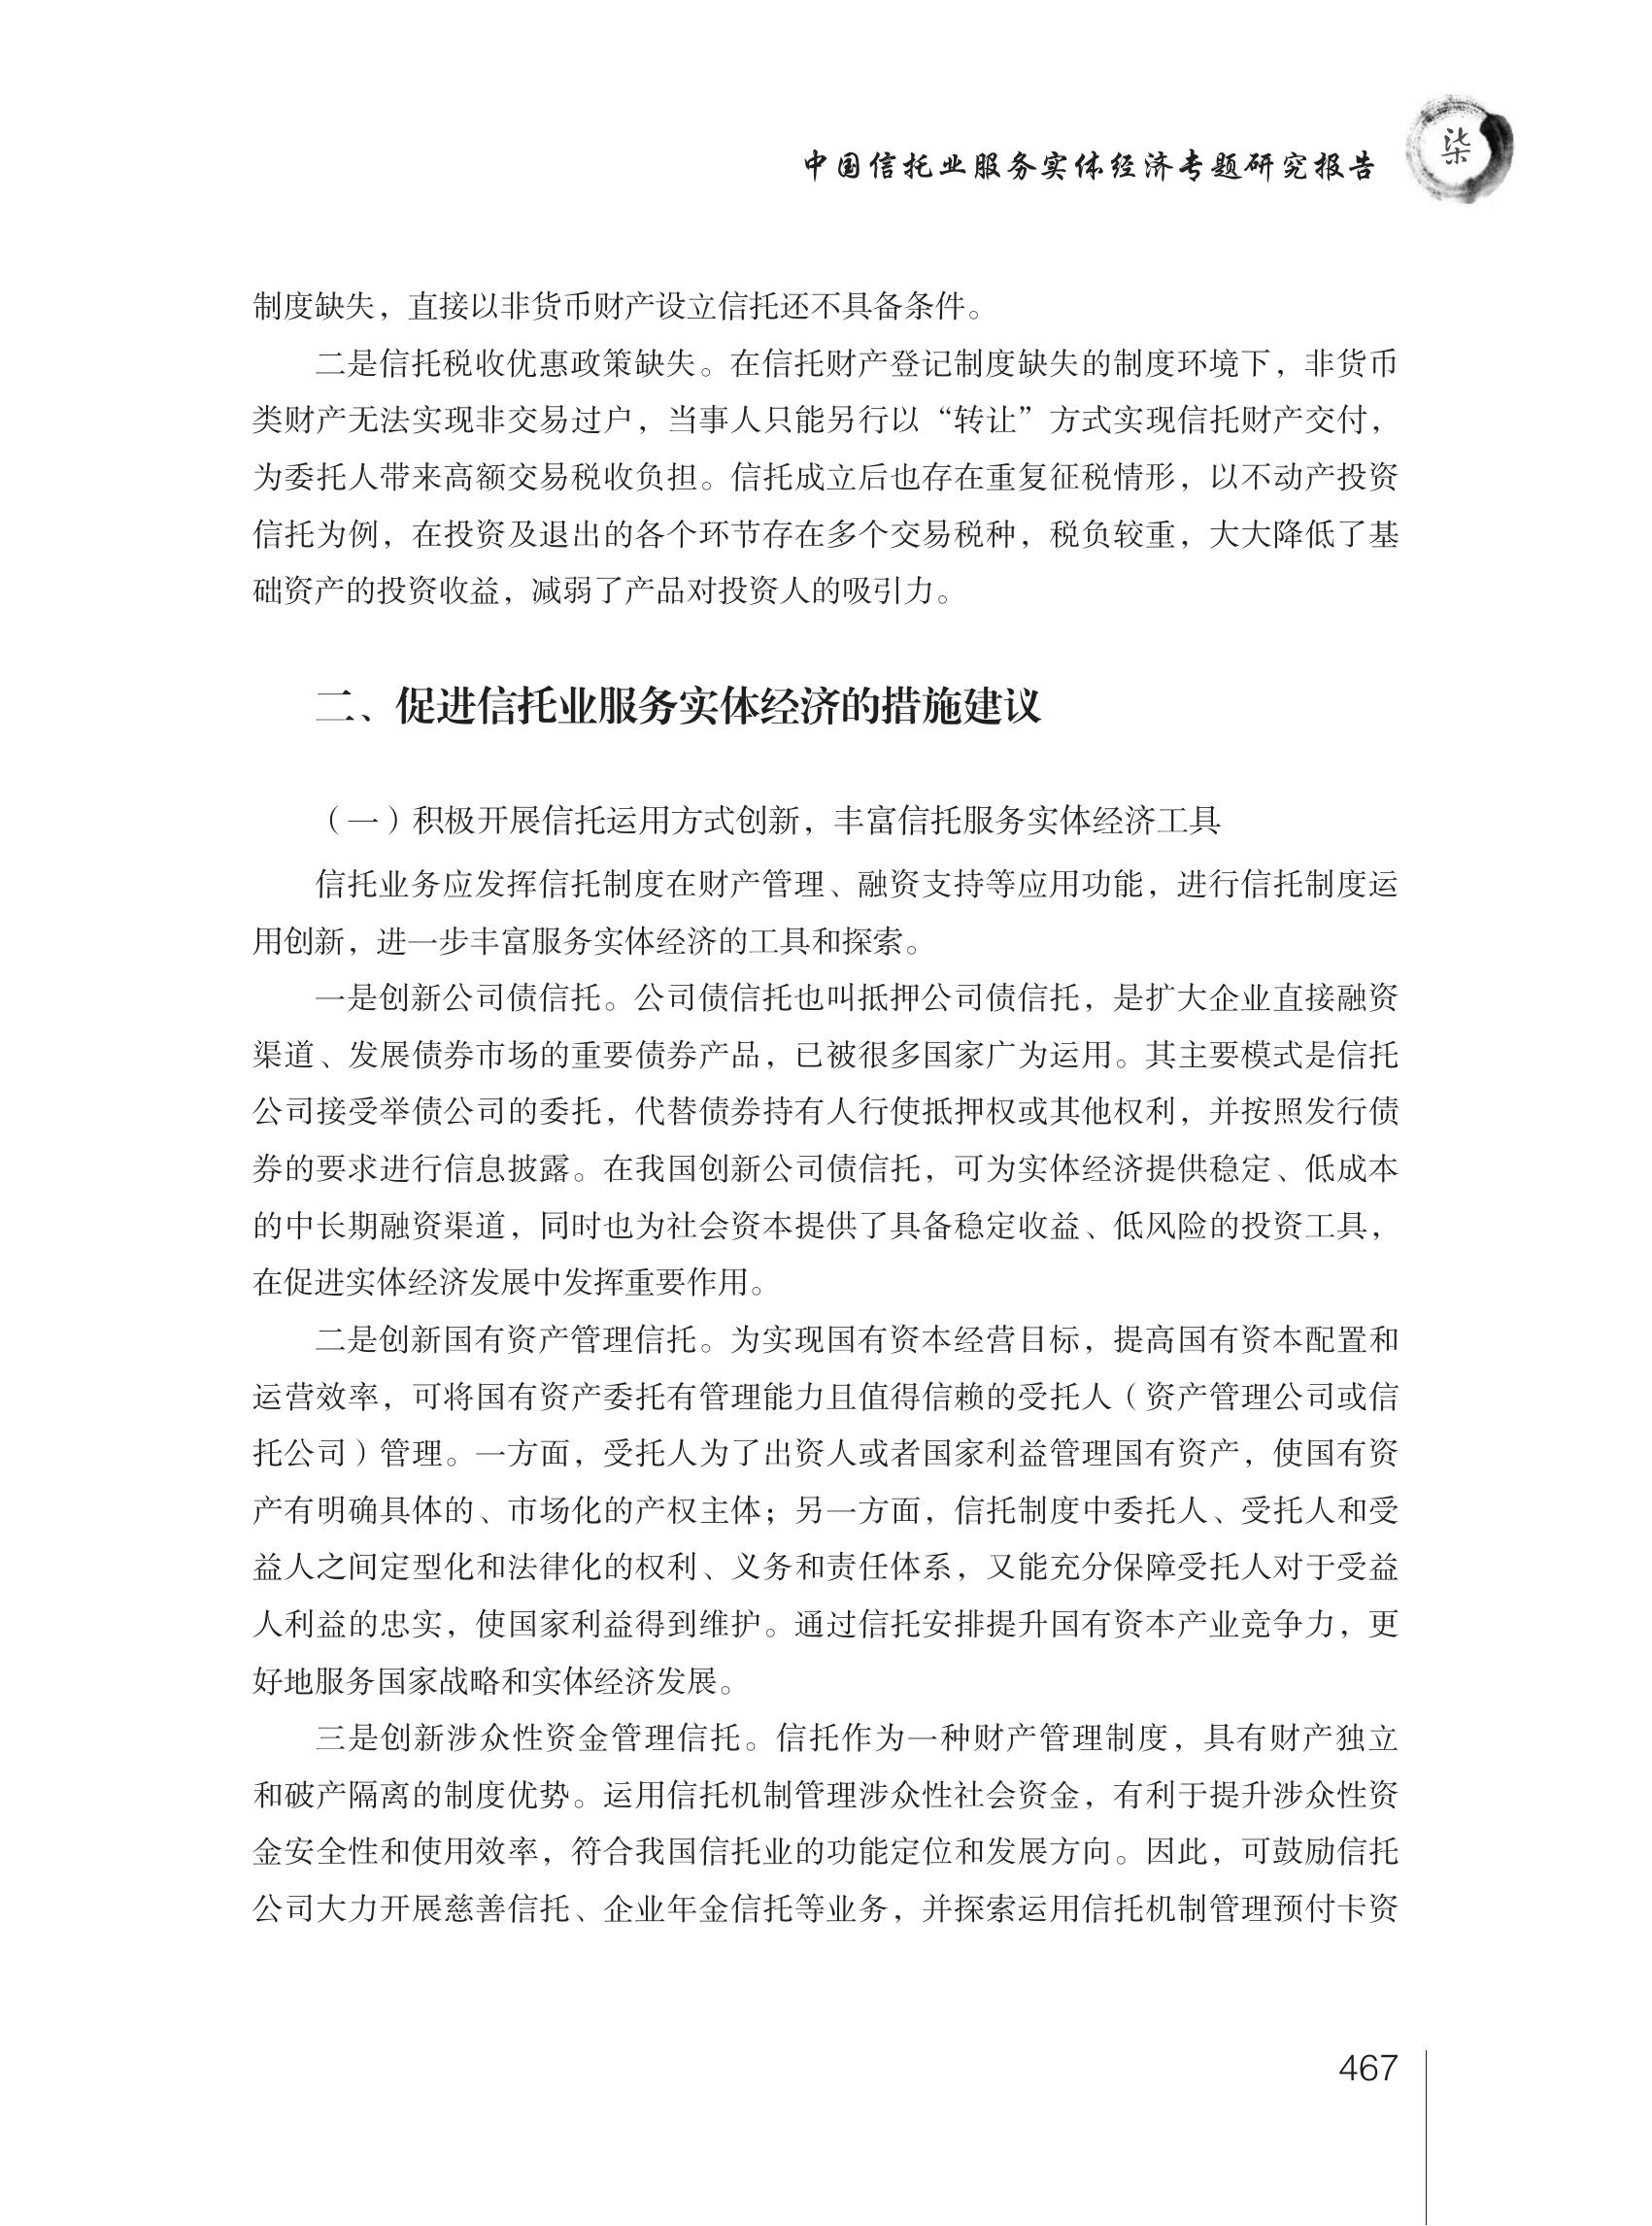 中国信托业服务实体经济专题研究报告
柒
制度缺失，直接以非货币财产设立信托还不具备条件。
二是信托税收优惠政策缺失。在信托财产登记制度缺失的制度环境下，非货币
类财产无法实现非交易过户，当事人只能另行以“转让”方式实现信托财产交付，
为委托人带来高额交易税收负担。信托成立后也存在重复征税情形，以不动产投资
信托为例，在投资及退出的各个环节存在多个交易税种，税负较重，大大降低了基
础资产的投资收益，减弱了产品对投资人的吸引力。
二、促进信托业服务实体经济的措施建议
（一）积极开展信托运用方式创新，丰富信托服务实体经济工具
信托业务应发挥信托制度在财产管理、融资支持等应用功能，进行信托制度运
用创新，进一步丰富服务实体经济的工具和探索。
一是创新公司债信托。公司债信托也叫抵押公司债信托，是扩大企业直接融资
渠道、发展债券市场的重要债券产品，已被很多国家广为运用。其主要模式是信托
公司接受举债公司的委托，代替债券持有人行使抵押权或其他权利，并按照发行债
券的要求进行信息披露。在我国创新公司债信托，可为实体经济提供稳定、低成本
的中长期融资渠道，同时也为社会资本提供了具备稳定收益、低风险的投资工具，
在促进实体经济发展中发挥重要作用。
二是创新国有资产管理信托。为实现国有资本经营目标，提高国有资本配置和
运营效率，可将国有资产委托有管理能力且值得信赖的受托人（资产管理公司或信
托公司）管理。一方面，受托人为了出资人或者国家利益管理国有资产，使国有资
产有明确具体的、市场化的产权主体；另一方面，信托制度中委托人、受托人和受
益人之间定型化和法律化的权利、义务和责任体系，又能充分保障受托人对于受益
人利益的忠实，使国家利益得到维护。通过信托安排提升国有资本产业竞争力，更
好地服务国家战略和实体经济发展。
三是创新涉众性资金管理信托。信托作为一种财产管理制度，具有财产独立
和破产隔离的制度优势。运用信托机制管理涉众性社会资金，有利于提升涉众性资
金安全性和使用效率，符合我国信托业的功能定位和发展方向。因此，可鼓励信托
公司大力开展慈善信托、企业年金信托等业务，并探索运用信托机制管理预付卡资
467